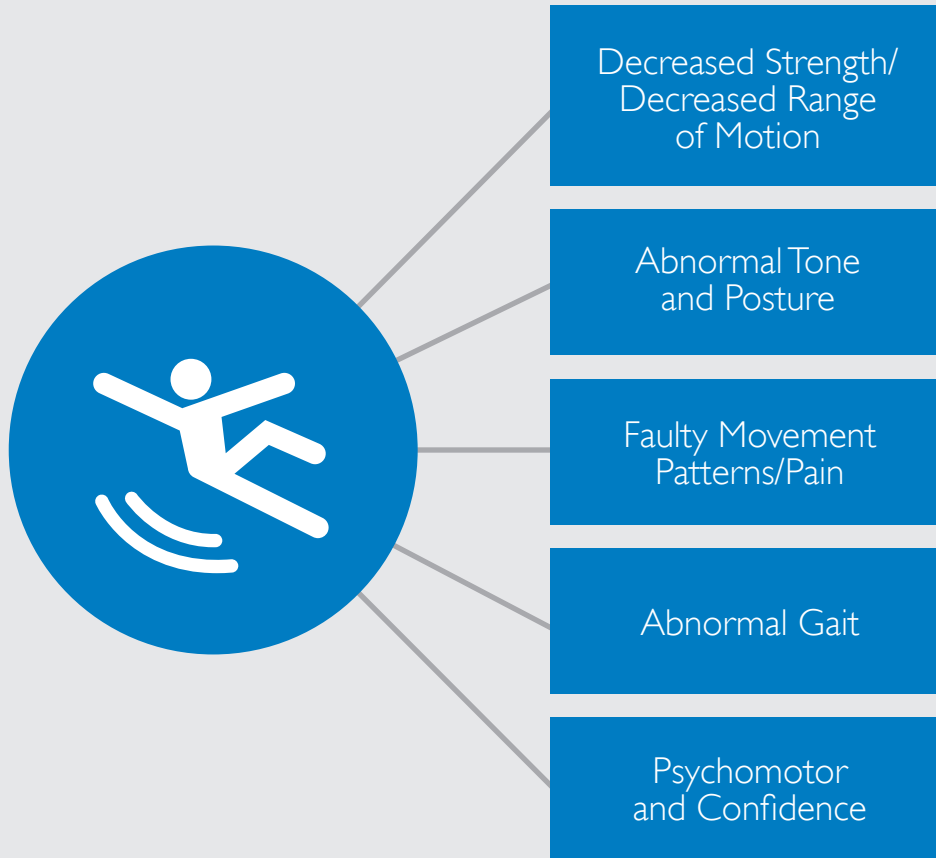 Decreased Strength/
Decreased Range
of Motion
Abnormal Tone
and Posture
Faulty Movement
Patterns/Pain
Abnormal Gait
Psychomotor
and Confidence